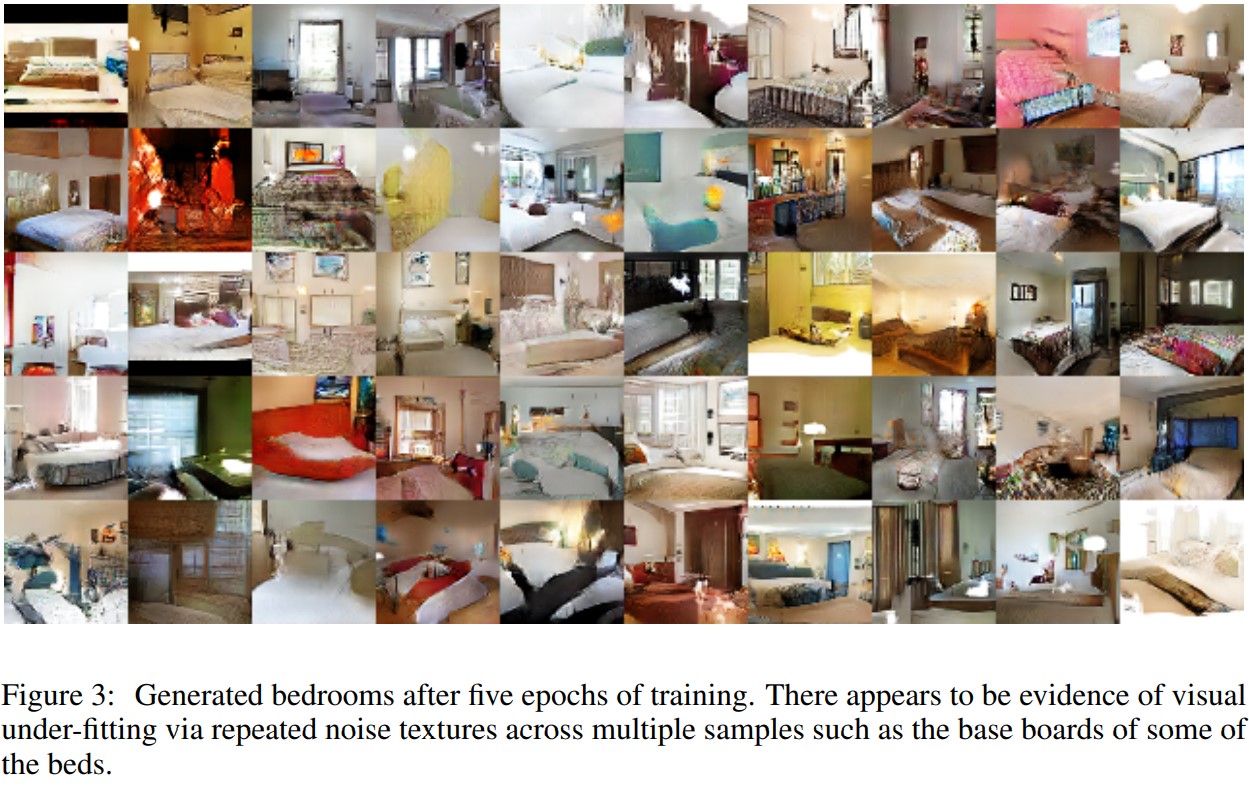 Figure 3: Generated bedrooms after five epochs of training. There appears to be evidence of visual
under-fitting via repeated noise textures across multiple samples such as the base boards of some of
the beds.